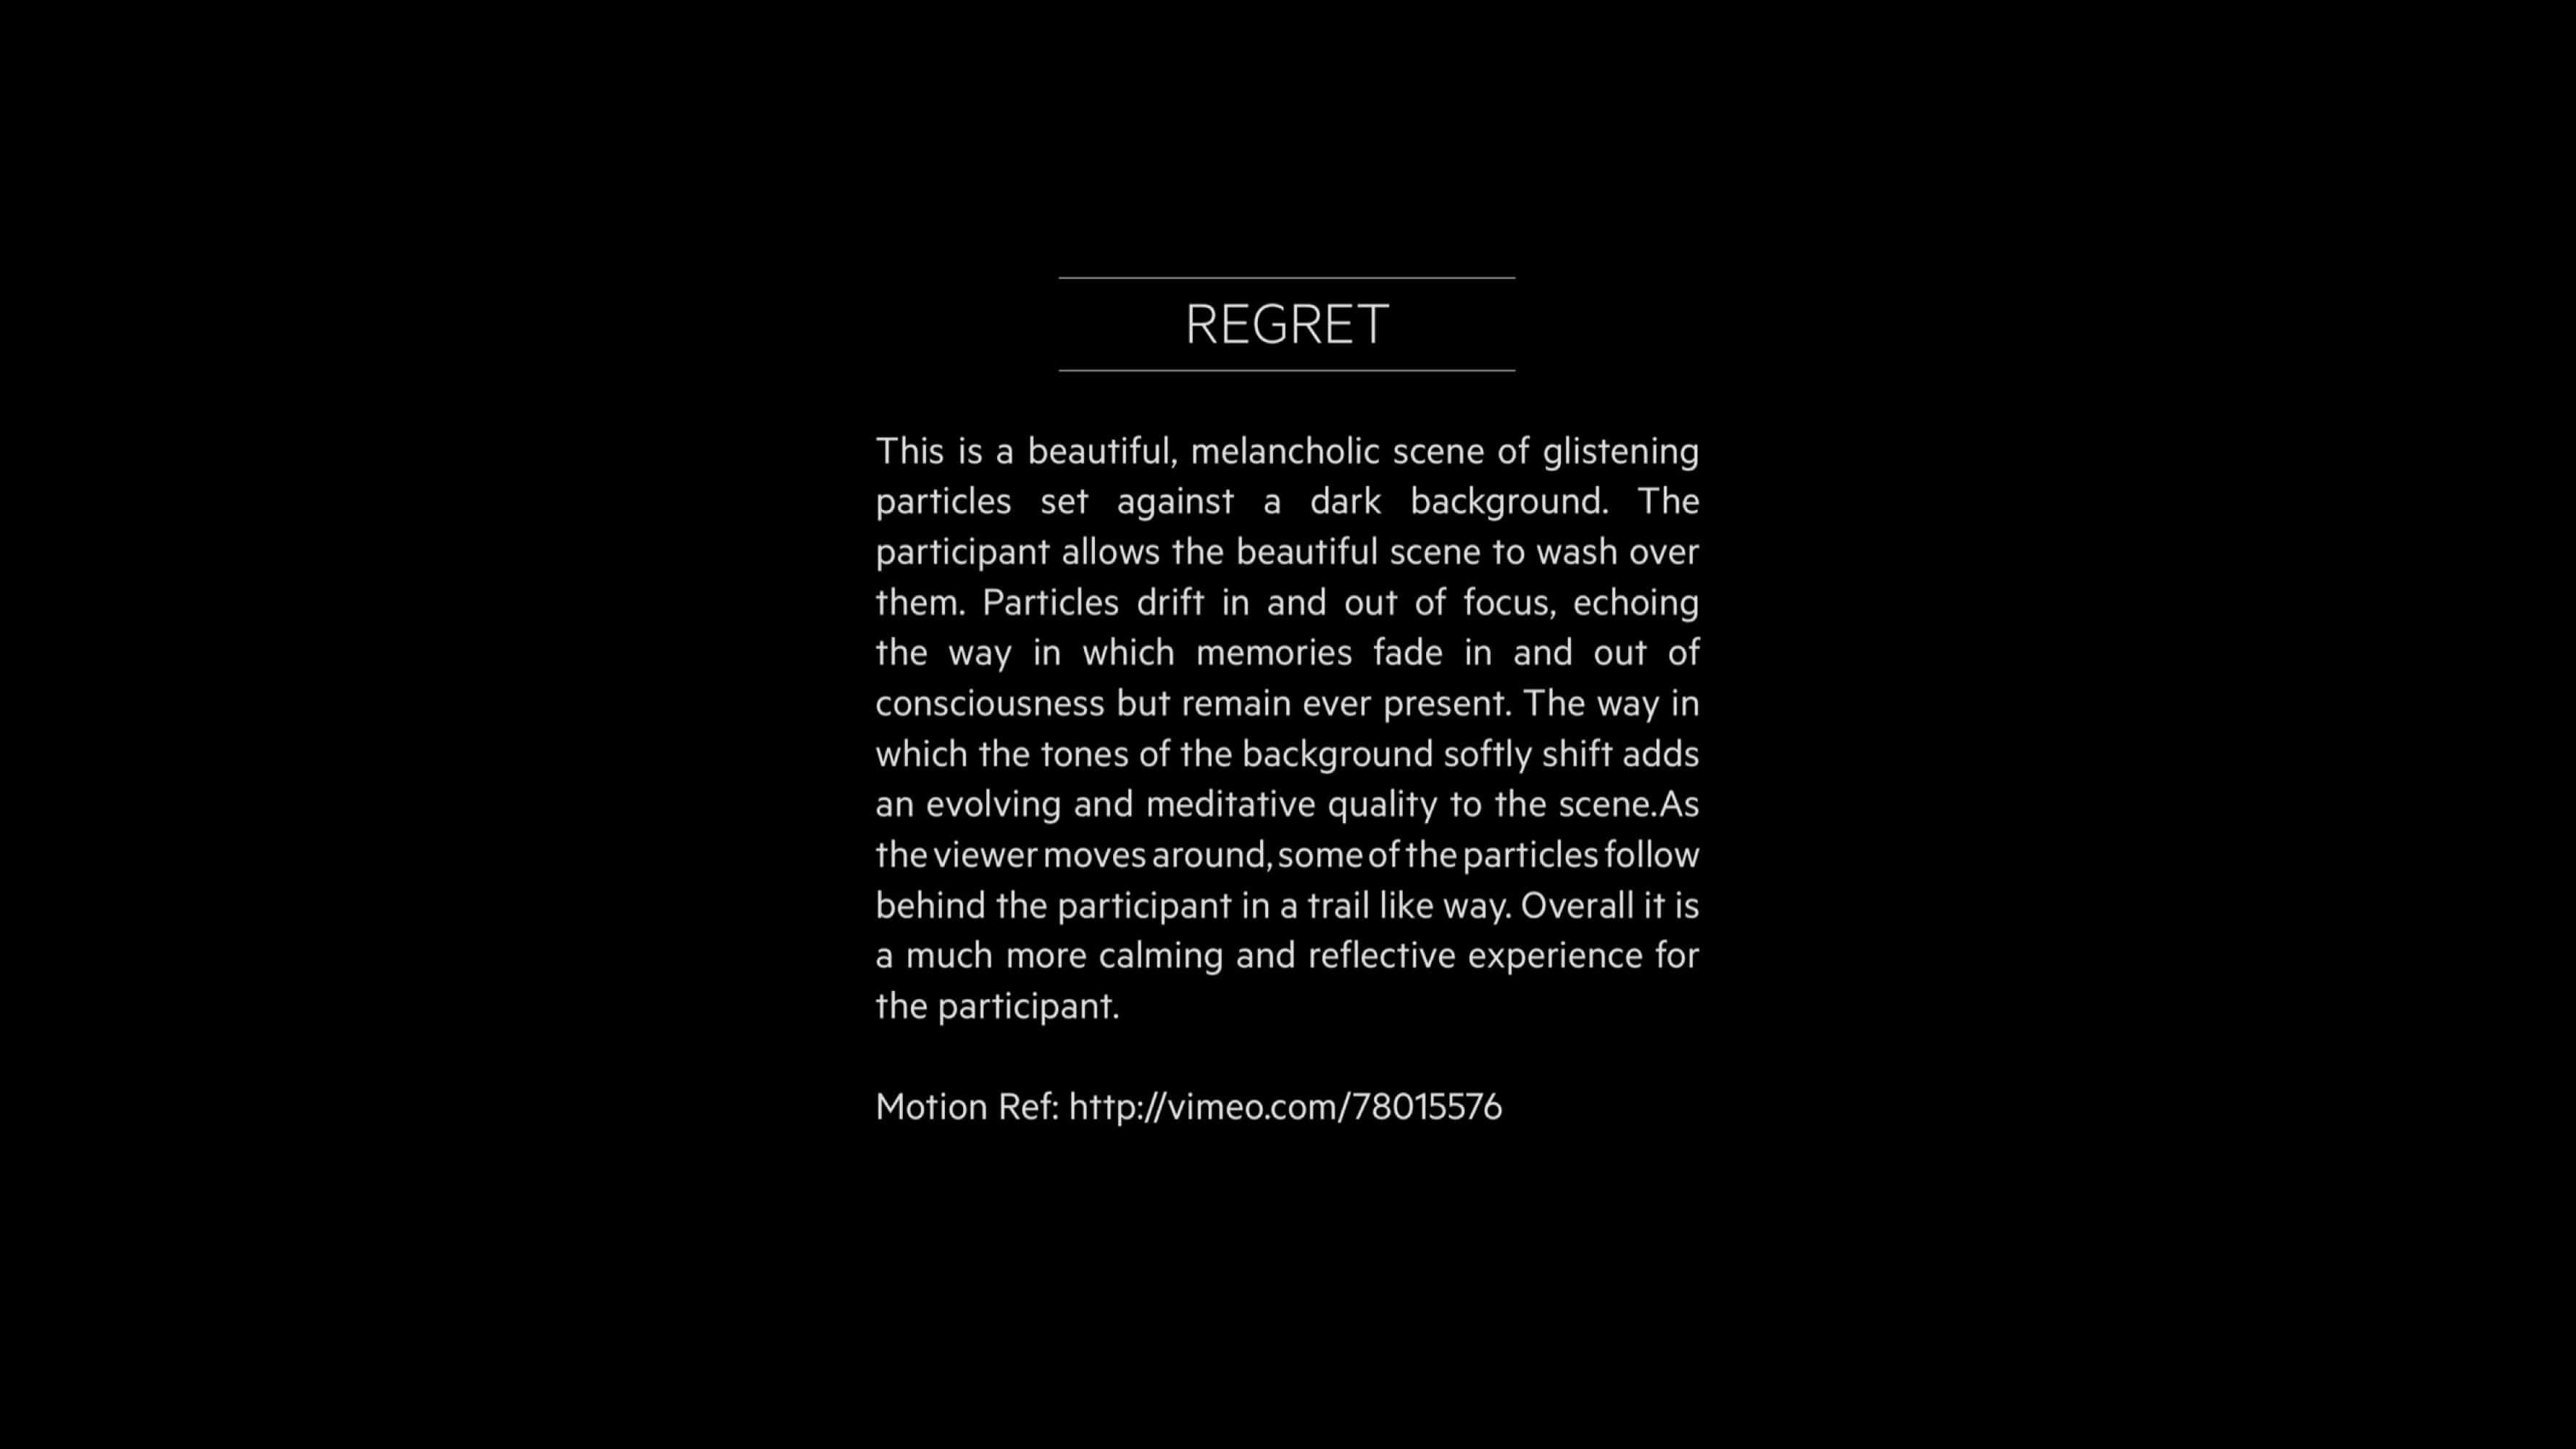 REGRET
This is a beautiful, melancholic scene of glistening
particles set against a dark background. The
participant allows the beautiful scene to wash over
them. Particles drift in and out of focus, echoing
the way in which memories fade in and out of
consciousness but remain ever present. The way in
which the tones of the background softly shift adds
an evolving and meditative quality to the scene.As
the viewer moves around, some of the particles follow
behind the participant in a trail like way. Overall it is
a much more calming and reflective experience for
the participant.
Motion Ref: http://vimeo.com/78015576